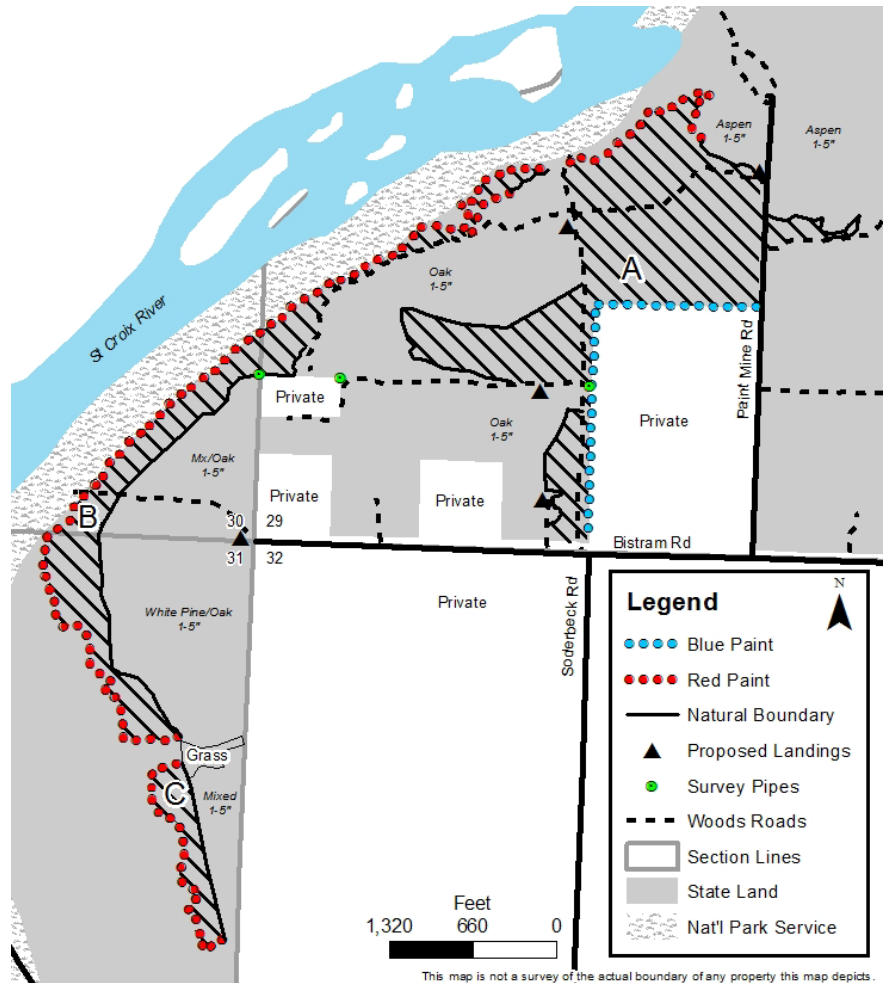 Aspen
1-5"
Aspen
1-5"
St Croix River
A
Oak
1-5"
Paint Mine Rd
Private
Private
Oak
1-5"
Mx/Oak
1-5"
Private
Private
B
30
29
31
32
Bistram Rd
White Pine/Oak
1-5"
Private
Soderbeck Rd
Grass
C
Mixed
1-5"
Legend
N
Blue Paint
Red Paint
Natural Boundary
Proposed Landings
Survey Pipes
Woods Roads
Section Lines
State Land
Nat'l Park Service
Feet
1,320 660 0
This map is not a survey of the actual boundary of any property this map depicts.